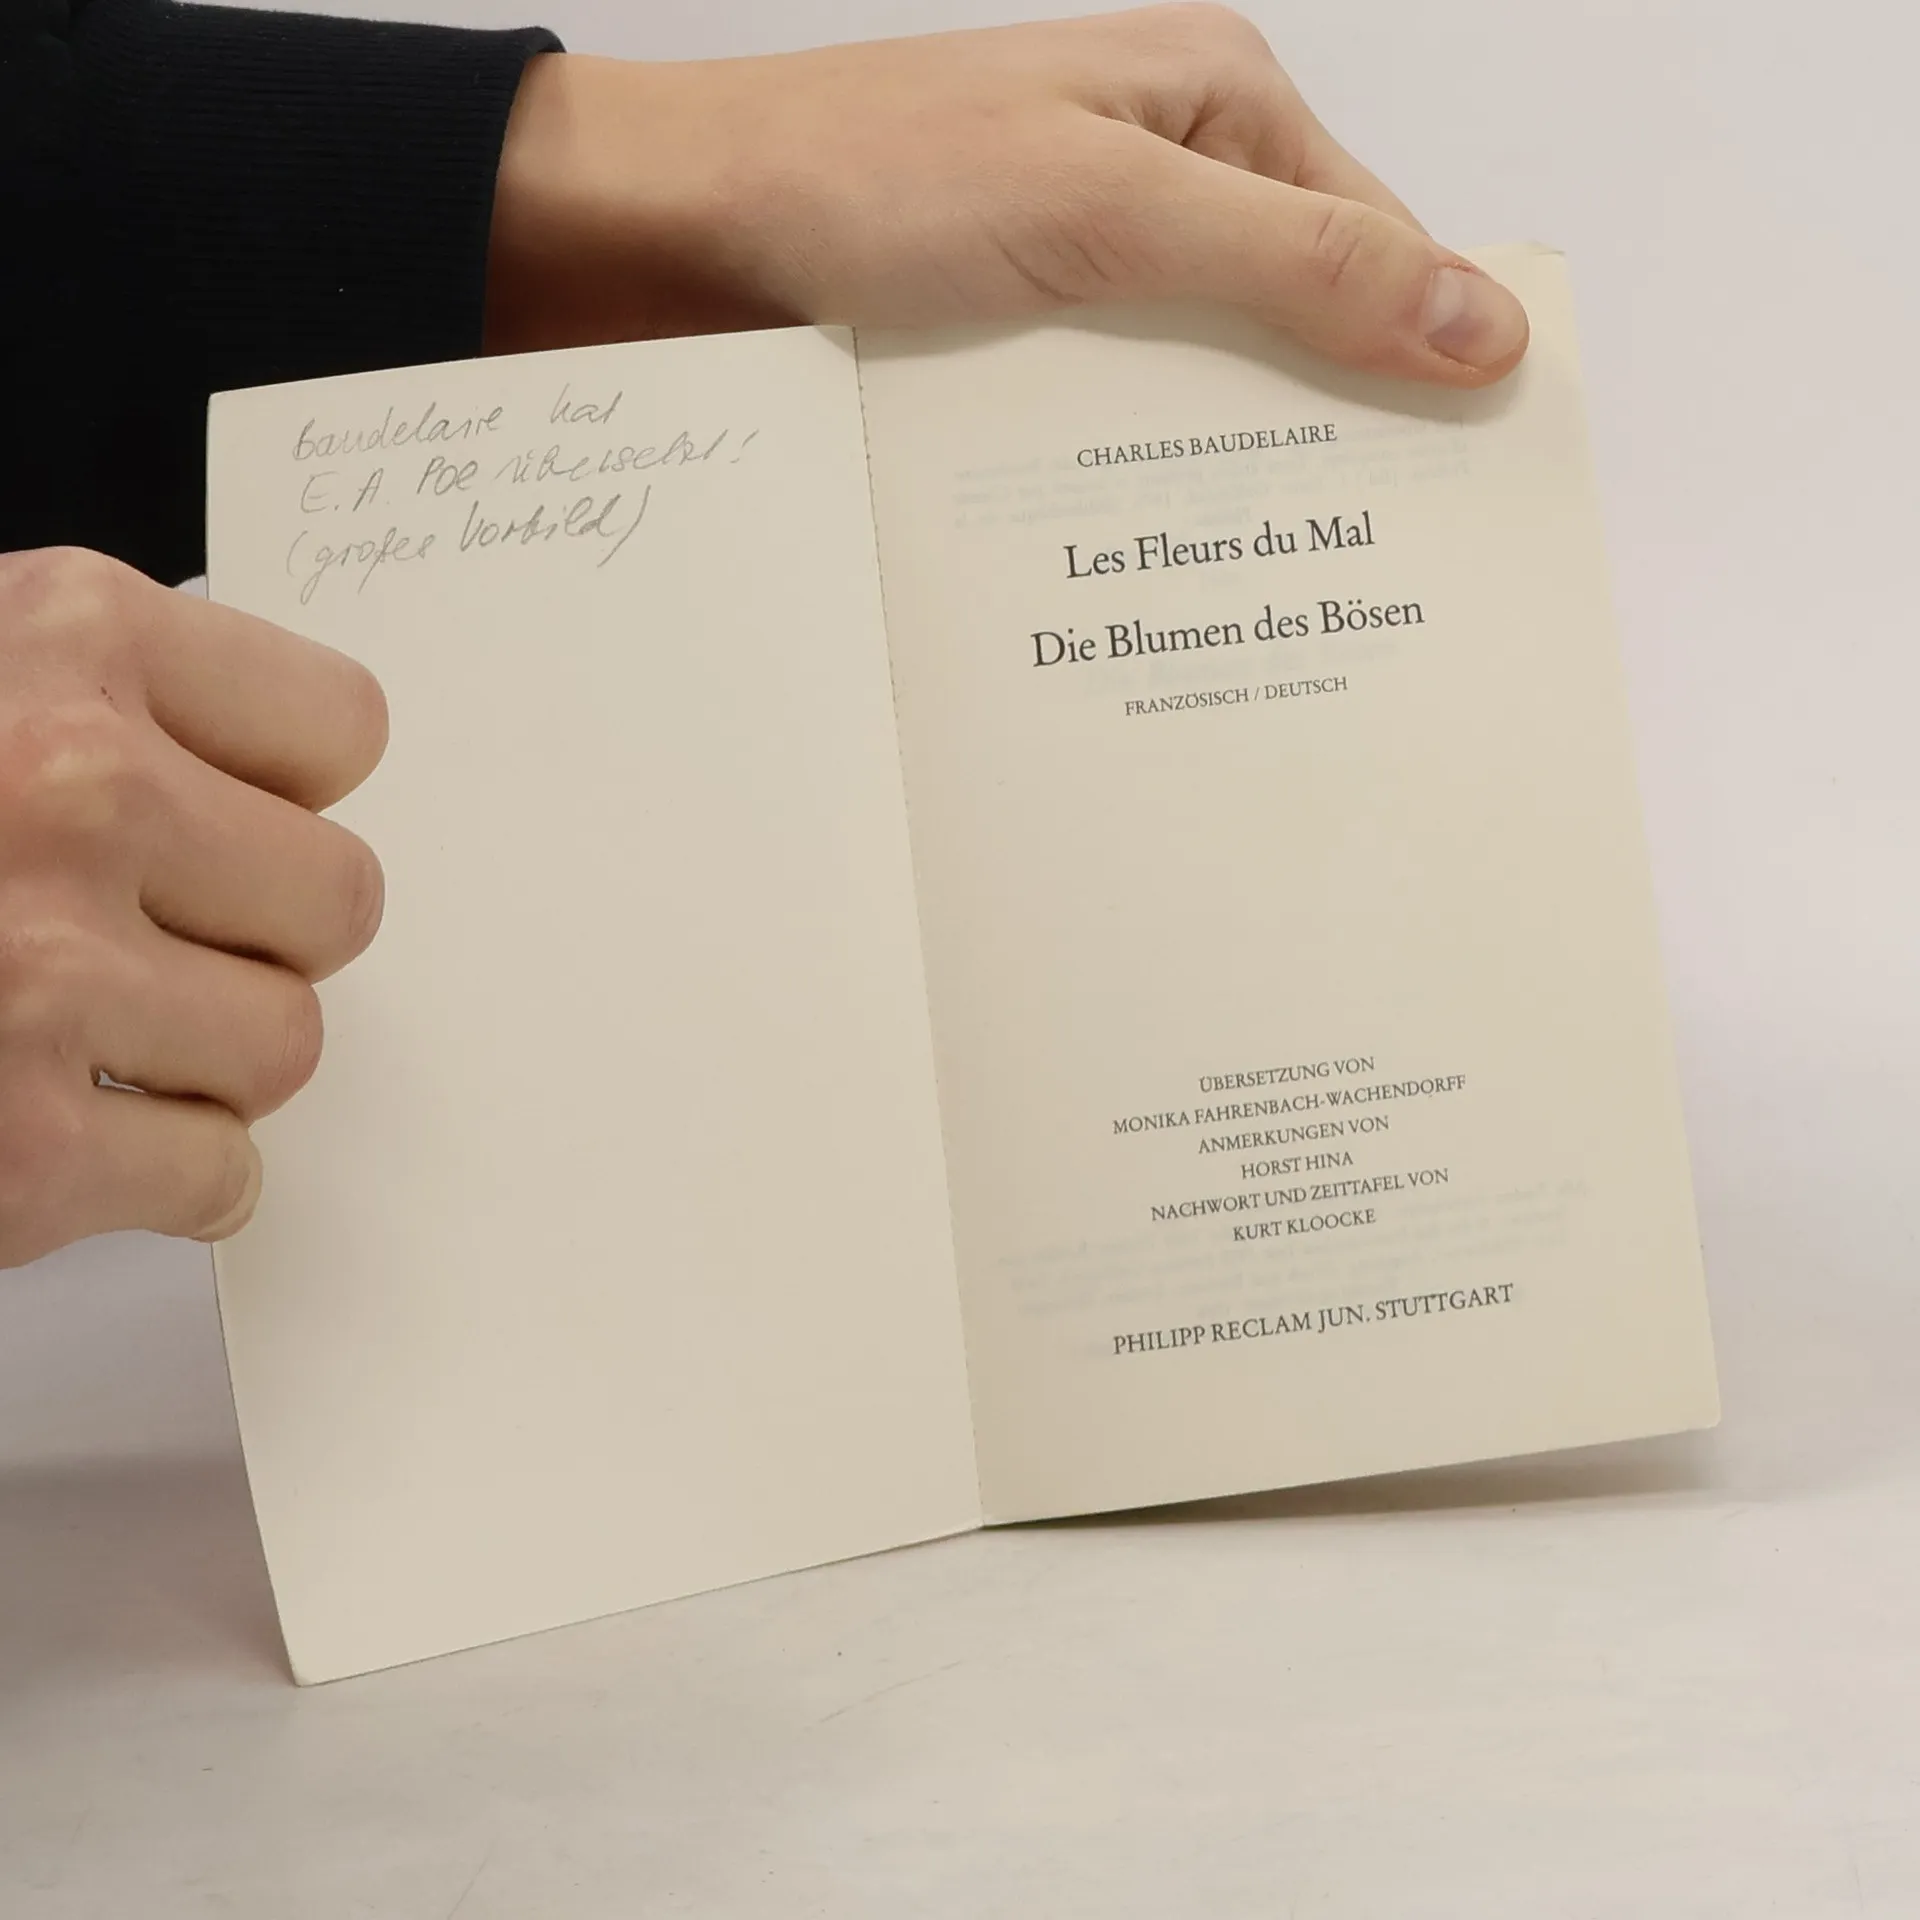 Baudelaire hat
E. A. Poe übersetzt!
(großes Vorbild)
CHARLES BAUDELAIRE
Les Fleurs du Mal
Die Blumen des Bösen
FRANZÖSISCH / DEUTSCH
ÜBERSETZUNG VON
MONIKA FAHRENBACH-WACHENDORFF
ANMERKUNGEN VON
HORST HINA
NACHWORT UND ZEITTAFEL VON
KURT KLOOCKE
PHILIPP RECLAM JUN. STUTTGART